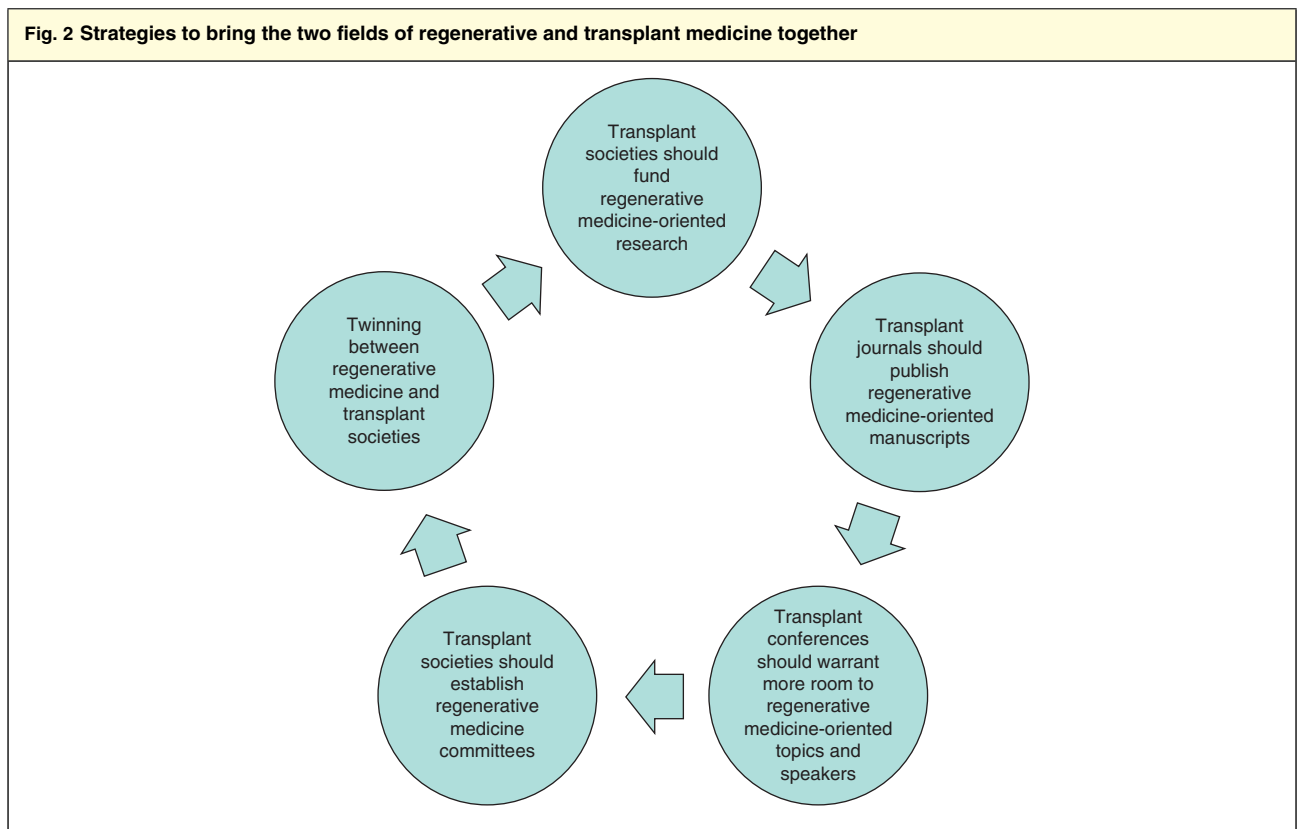 Fig. 2 Strategies to bring the two fields of regenerative and transplant medicine together
Transplant
societies should
fund
regenerative
medicine-oriented
research
Transplant
journals should
publish
regenerative
medicine-oriented
manuscripts
Transplant
conferences
should warrant
more room to
regenerative
medicine-oriented
topics and
speakers
Transplant
societies should
establish
regenerative
medicine
committees
Twinning
between
regenerative
medicine and
transplant
societies